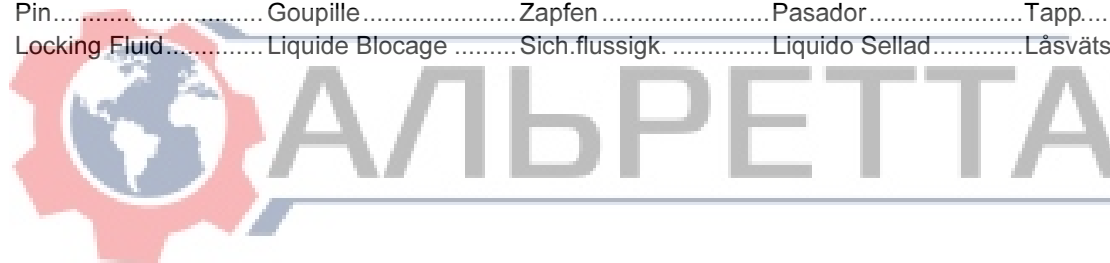 Pin............................ Goupille....................... Zapfen ......................... Pasador....................... Tapp....
Locking Fluid.............. Liquide Blocage ......... Sich.flussigk. .............. Liquido Sellad............. Låsväts
АЛЬРЕТТА